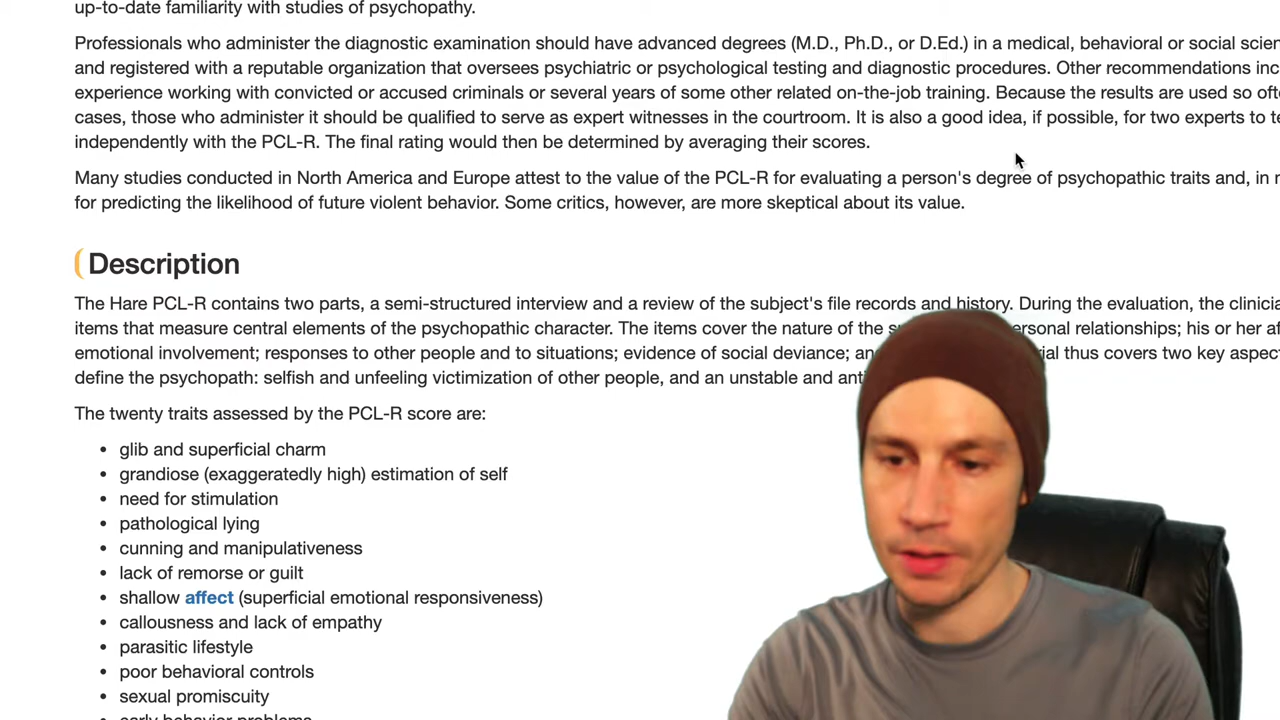 up-to-date familiarity with studies of psychopathy.
Professionals who administer the diagnostic examination should have advanced degrees (M.D., Ph.D., or D.Ed.) in a medical, behavioral or social
and registered with a reputable organization that oversees psychiatric or psychological testing and diagnostic procedures. Other recommendations
experience working with convicted or accused criminals or several years of some other related on-the-job training. Because the results are used so
cases, those who administer it should be qualified to serve as expert witnesses in the courtroom. It is also a good idea, if possible, for two experts to
independently with the PCL-R. The final rating would then be determined by averaging their scores.
Many studies conducted in North America and Europe attest to the value of the PCL-R for evaluating a person's degree of psychopathic traits and, in
for predicting the likelihood of future violent behavior. Some critics, however, are more skeptical about its value.
Description
The Hare PCL-R contains two parts, a semi-structured interview and a review of the subject's file records and history. During the evaluation, the
items that measure central elements of the psychopathic character. The items cover the nature of the relationships; his or her
emotional involvement; responses to other people and to situations; evidence of social deviance; thus covers two key
define the psychopath: selfish and unfeeling victimization of other people, and an unstable and
The twenty traits assessed by the PCL-R score are:
• glib and superficial charm
• grandiose (exaggeratedly high) estimation of self
• need for stimulation
• pathological lying
• cunning and manipulativeness
• lack of remorse or guilt
• shallow affect (superficial emotional responsiveness)
• callousness and lack of empathy
• parasitic lifestyle
• poor behavioral controls
• sexual promiscuity
• early behavior problems